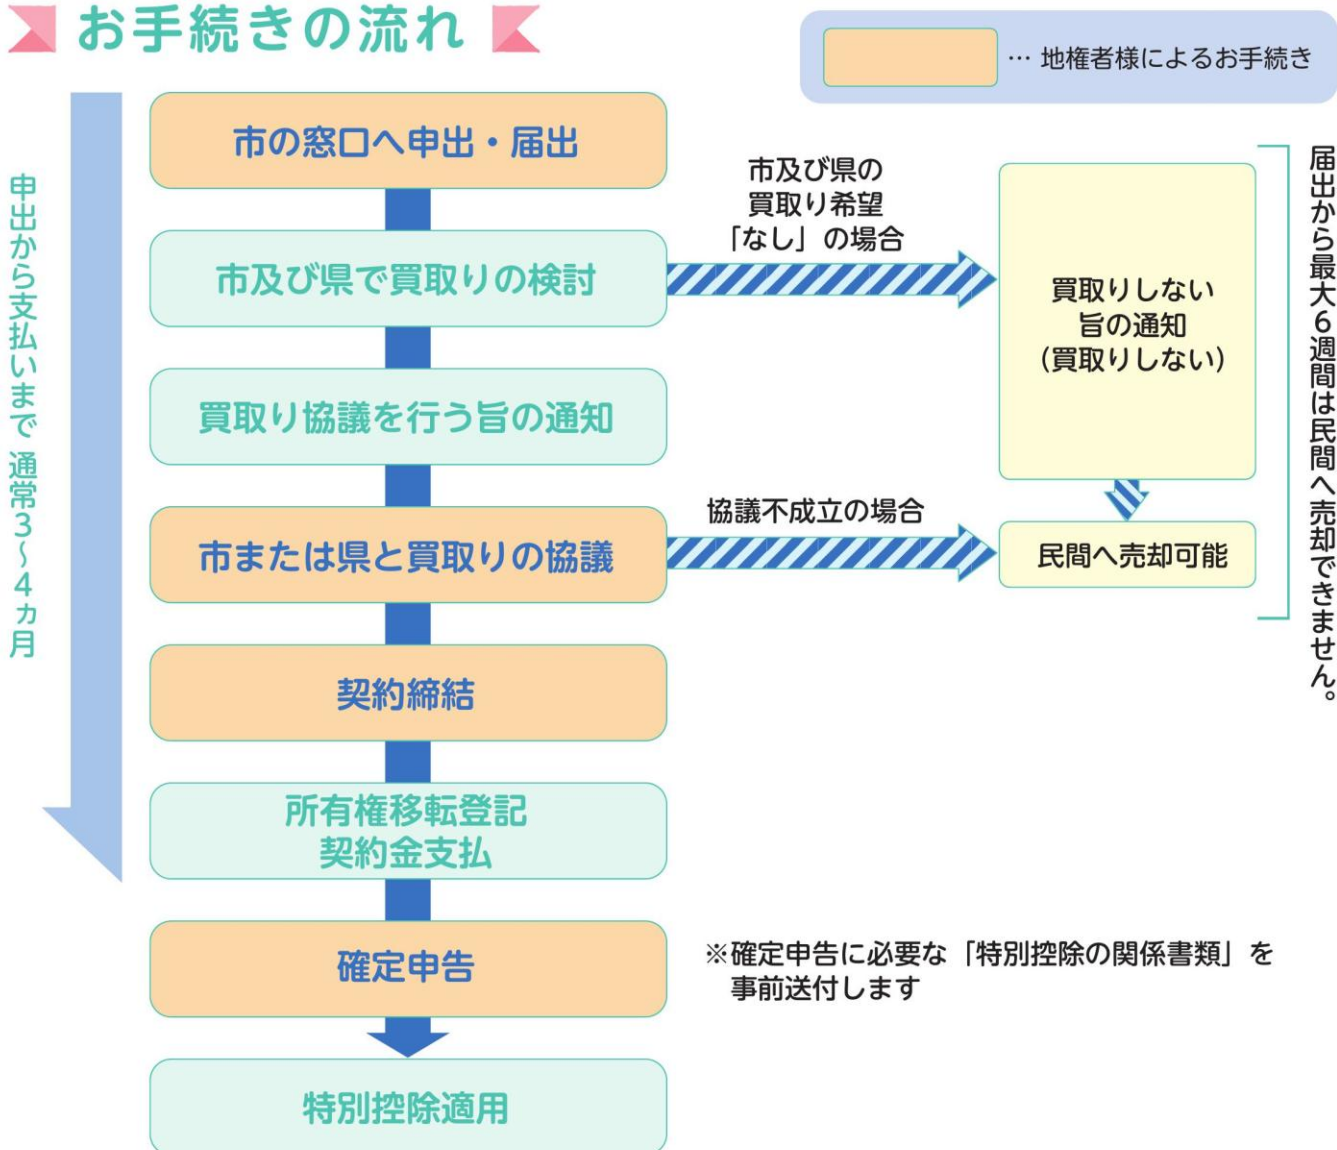 お手続きの流れ
… 地権者様によるお手続き
申出から支払いまで 通常3～4ヵ月
市の窓口へ申出・届出
市及び県で買取りの検討
市及び県の
買取り希望
「なし」の場合
買取りしない
旨の通知
（買取りしない）
届出から最大6週間は民間へ売却できません。
買取り協議を行う旨の通知
市または県と買取りの協議
協議不成立の場合
民間へ売却可能
契約締結
所有権移転登記
契約金支払
確定申告
※確定申告に必要な「特別控除の関係書類」を
事前送付します
特別控除適用